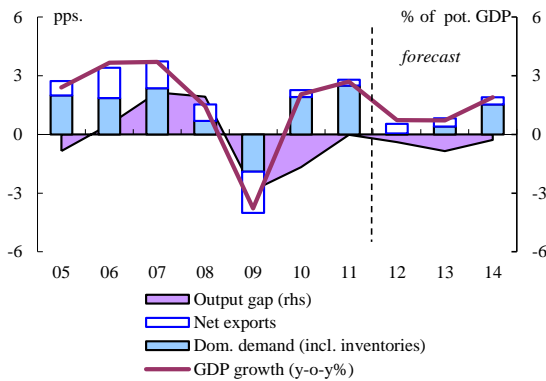 pps.
% of pot. GDP
forecast
6
3
0
-3
-6
6
3
0
-3
-6
05 06 07 08 09 10 11 12 13 14
Output gap (rhs)
Net exports
Dom. demand (incl. inventories)
GDP growth (y-o-y%)